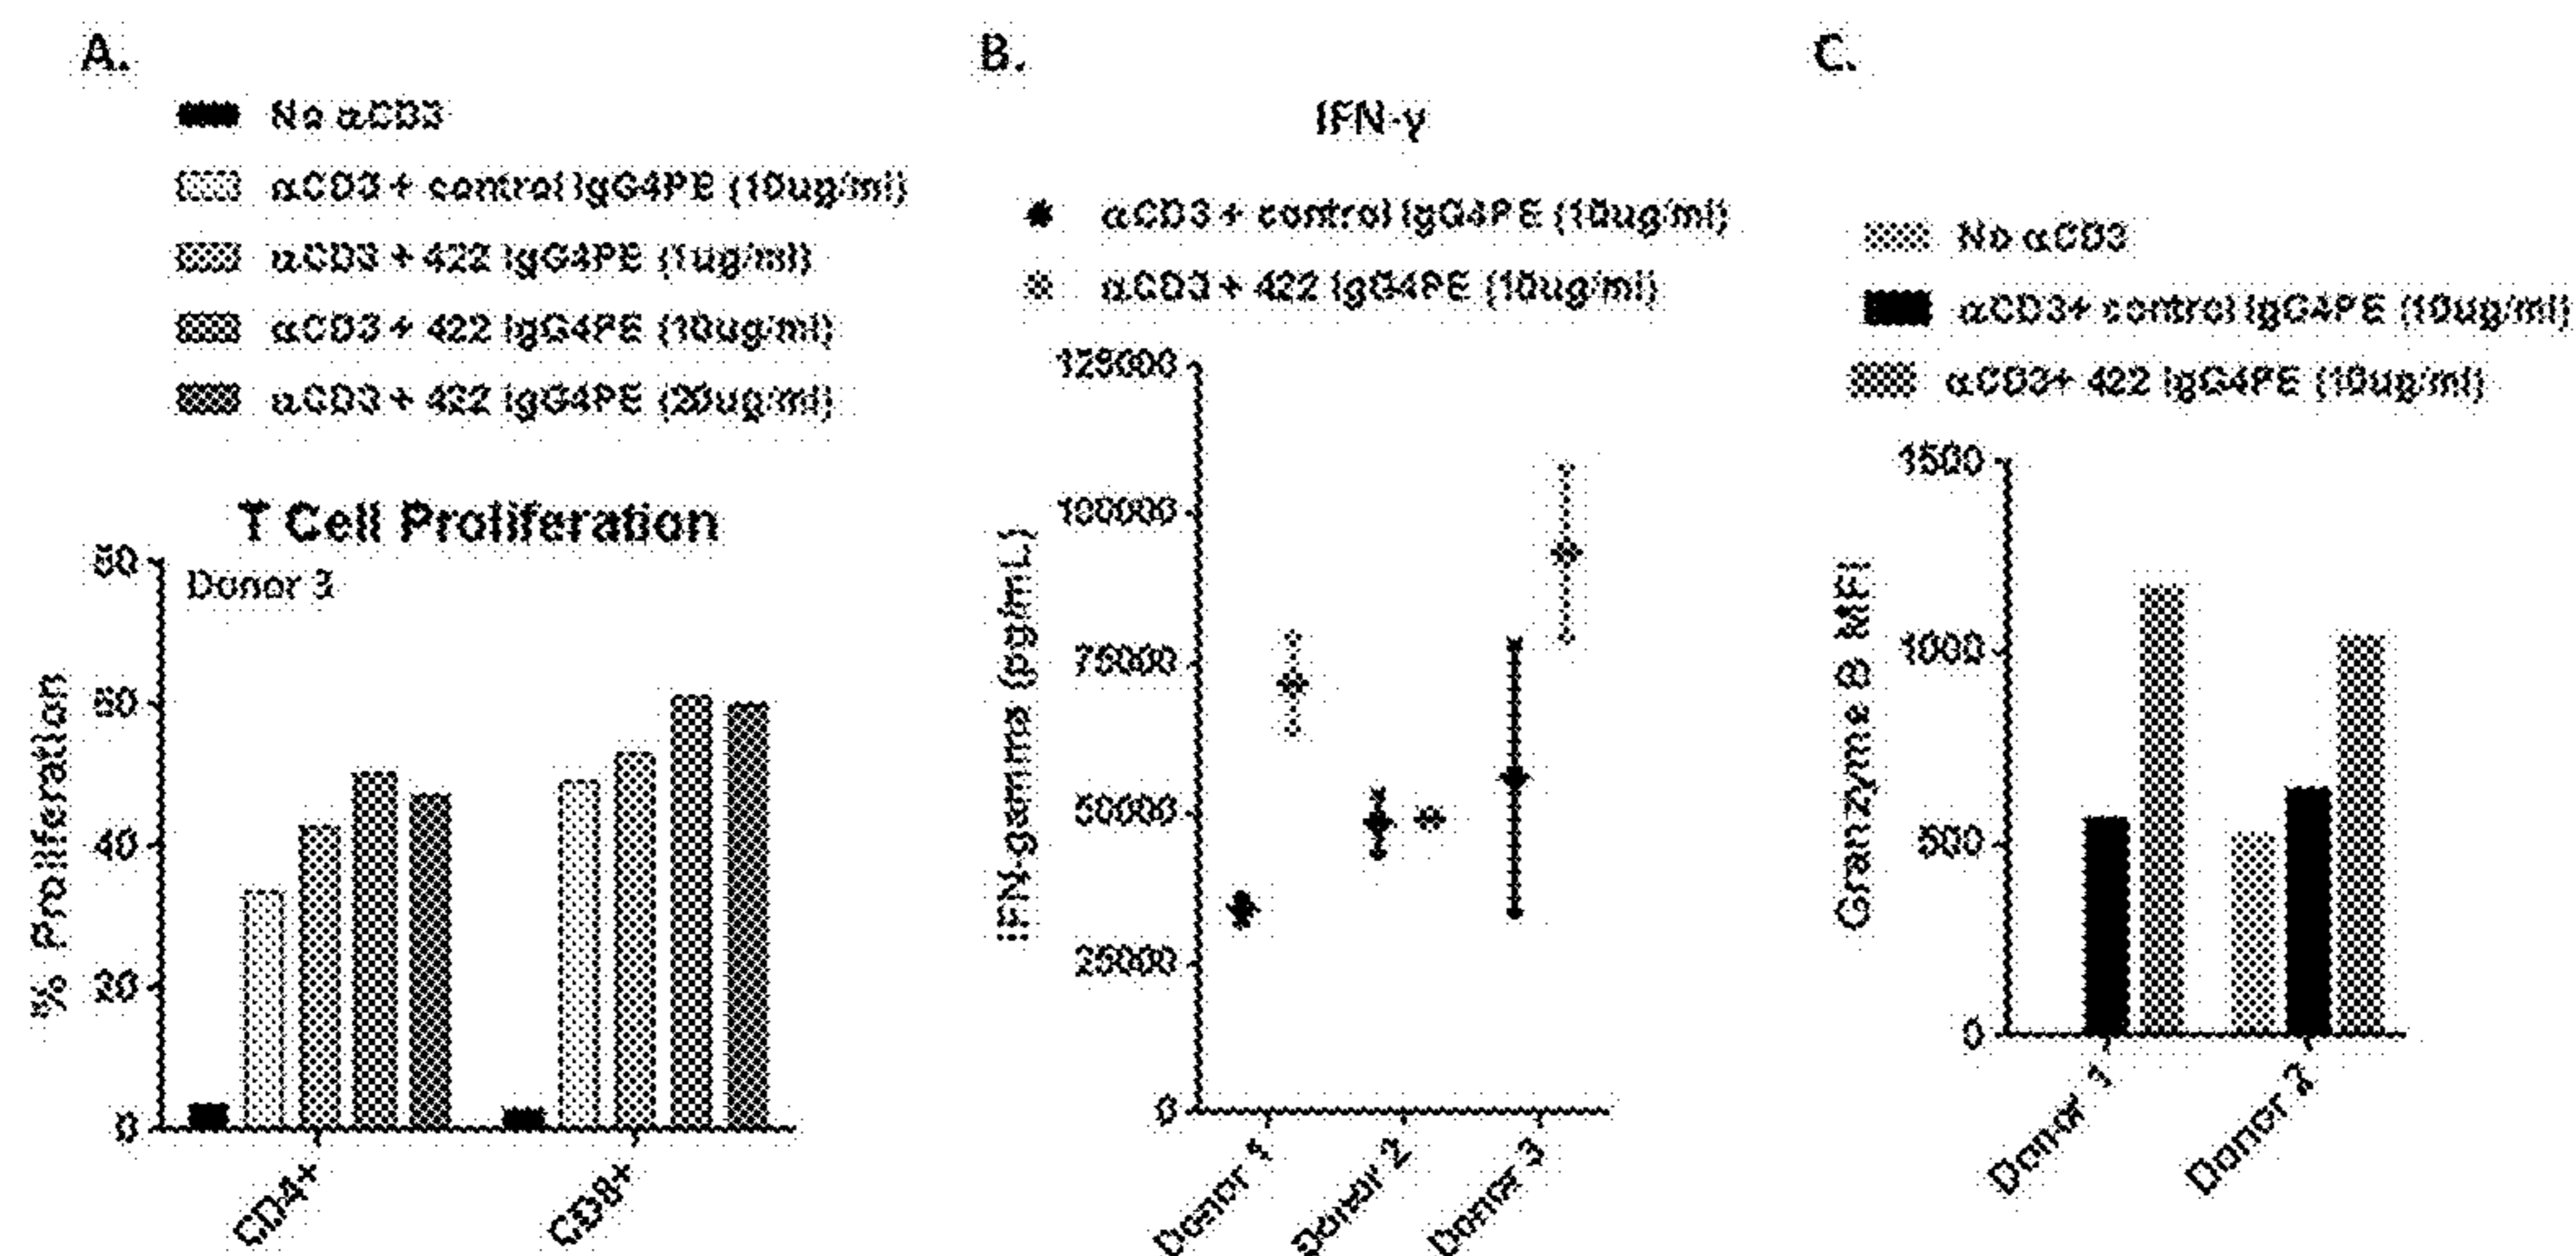 A.
No αCD3
αCD3 + control IgG4PE (10ug/ml)
αCD3 + 422 IgG4PE (1ug/ml)
αCD3 + 422 IgG4PE (10ug/ml)
αCD3 + 422 IgG4PE (20ug/ml)
T Cell Proliferation
Donor 3
% Proliferation
80
60
40
20
0
CD4+
CD8+
B.
IFN-γ
αCD3 + control IgG4PE (10ug/ml)
αCD3 + 422 IgG4PE (10ug/ml)
IFN-gamma (pg/mL)
125000
100000
75000
50000
25000
0
Donor 1
Donor 2
Donor 3
C.
No αCD3
αCD3+ control IgG4PE (10ug/ml)
αCD3+ 422 IgG4PE (10ug/ml)
Granzyme B MFI
1500
1000
500
0
Donor 1
Donor 2